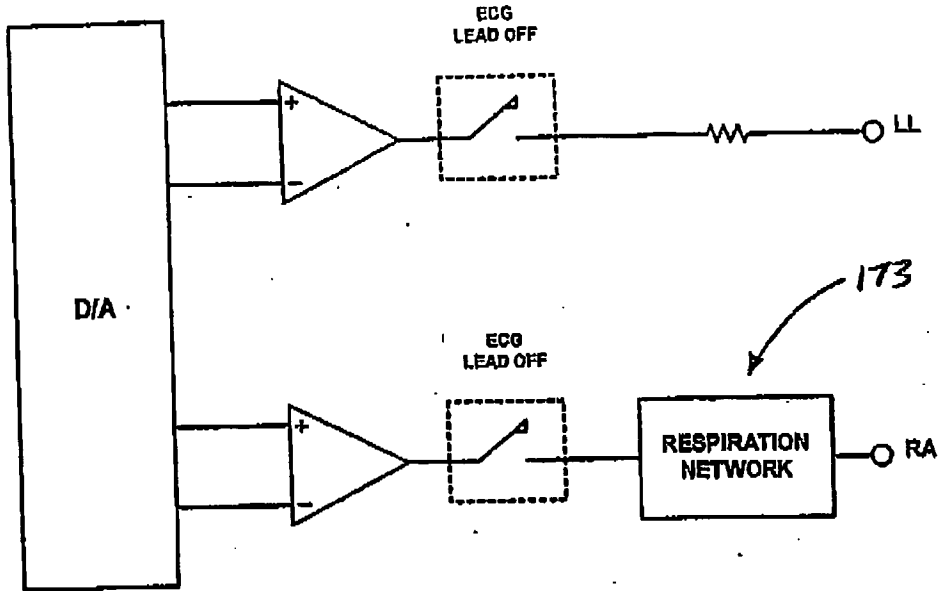 ECG
LEAD OFF
+
−
LL
D/A
173
ECG
LEAD OFF
+
−
RESPIRATION
NETWORK
RA